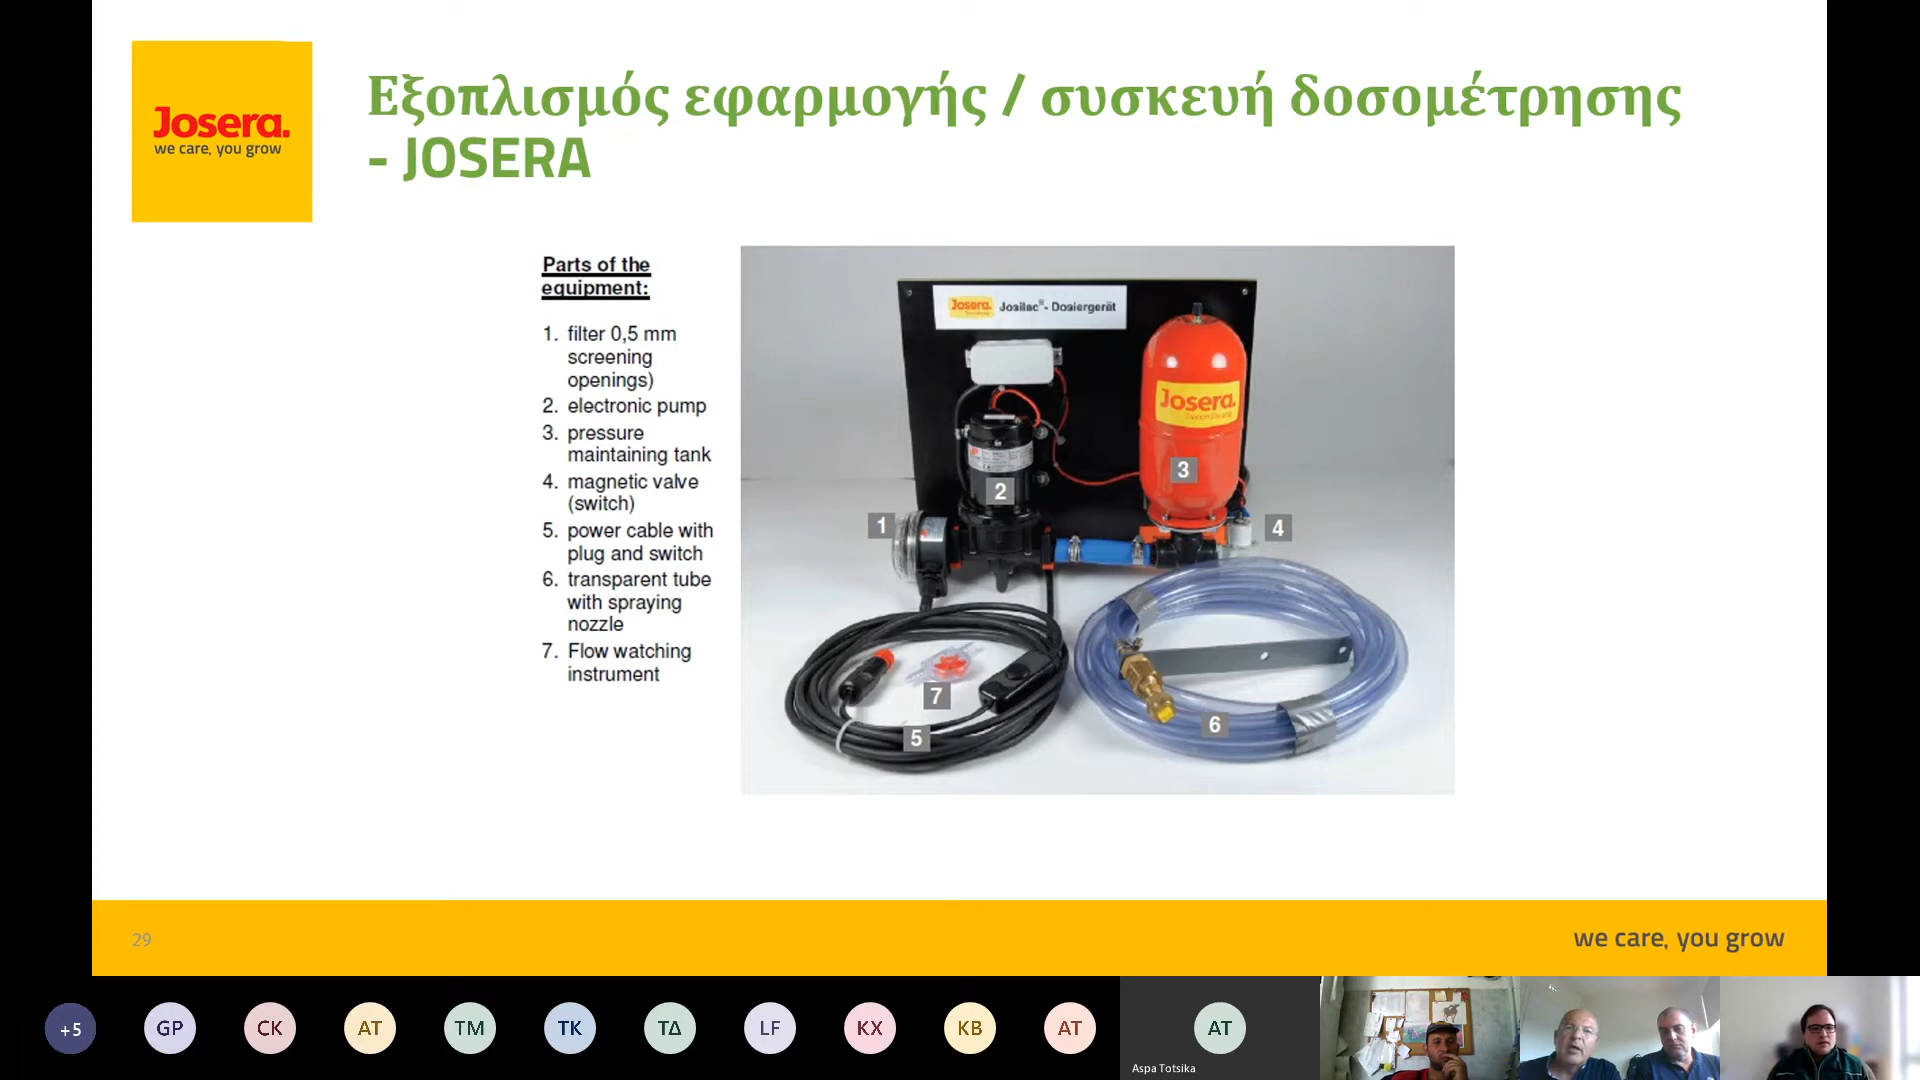 Josera.
we care, you grow
Εξοπλισμός εφαρμογής / συσκευή δοσομέτρησης
- JOSERA
Parts of the
equipment:
1. filter 0,5 mm
screening
openings)
2. electronic pump
3. pressure
maintaining tank
4. magnetic valve
(switch)
5. power cable with
plug and switch
6. transparent tube
with spraying
nozzle
7. Flow watching
instrument
Josera. Josilac®- Dosiergerät
Josera.
1
2
3
4
5
6
7
29
we care, you grow
+5
GP
CK
AT
TM
TK
ΤΔ
LF
KX
KB
AT
AT
Aspa Totsika